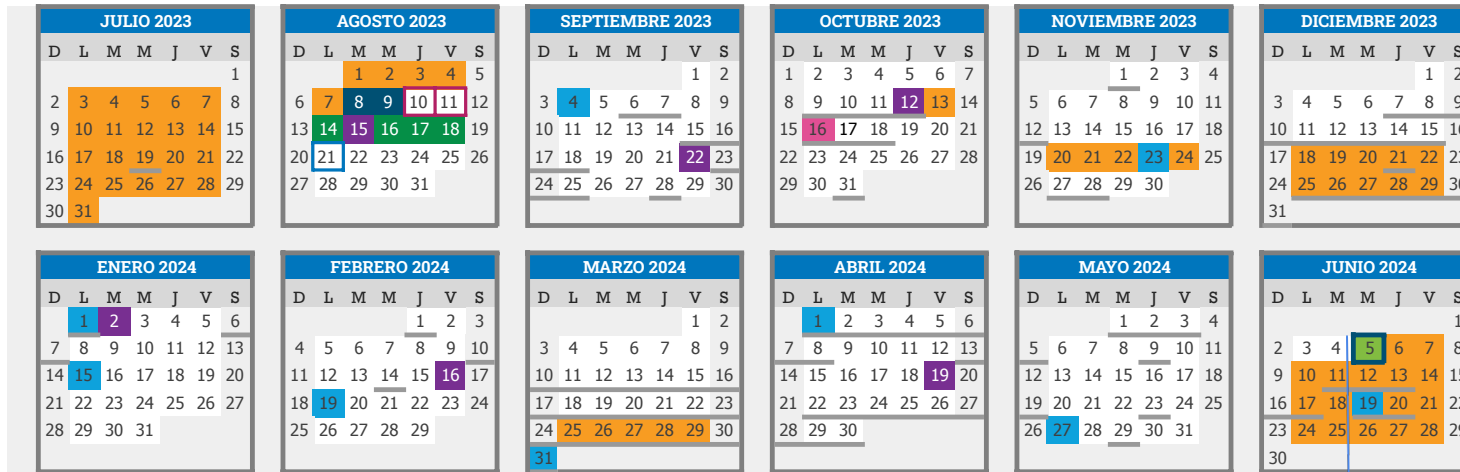 JULIO 2023
D L M M J V S
1
2 3 4 5 6 7 8
9 10 11 12 13 14 15
16 17 18 19 20 21 22
23 24 25 26 27 28 29
30 31
AGOSTO 2023
D L M M J V S
1 2 3 4 5
6 7 8 9 10 11 12
13 14 15 16 17 18 19
20 21 22 23 24 25 26
27 28 29 30 31
SEPTIEMBRE 2023
D L M M J V S
1 2
3 4 5 6 7 8 9
10 11 12 13 14 15 16
17 18 19 20 21 22 23
24 25 26 27 28 29 30
OCTUBRE 2023
D L M M J V S
1 2 3 4 5 6 7
8 9 10 11 12 13 14
15 16 17 18 19 20 21
22 23 24 25 26 27 28
29 30 31
NOVIEMBRE 2023
D L M M J V S
1 2 3 4
5 6 7 8 9 10 11
12 13 14 15 16 17 18
19 20 21 22 23 24 25
26 27 28 29 30
DICIEMBRE 2023
D L M M J V S
1 2
3 4 5 6 7 8 9
10 11 12 13 14 15 16
17 18 19 20 21 22 23
24 25 26 27 28 29 30
31
ENERO 2024
D L M M J V S
1 2 3 4 5 6
7 8 9 10 11 12 13
14 15 16 17 18 19 20
21 22 23 24 25 26 27
28 29 30 31
FEBRERO 2024
D L M M J V S
1 2 3
4 5 6 7 8 9 10
11 12 13 14 15 16 17
18 19 20 21 22 23 24
25 26 27 28 29
MARZO 2024
D L M M J V S
1 2
3 4 5 6 7 8 9
10 11 12 13 14 15 16
17 18 19 20 21 22 23
24 25 26 27 28 29 30
31
ABRIL 2024
D L M M J V S
1 2 3 4 5 6
7 8 9 10 11 12 13
14 15 16 17 18 19 20
21 22 23 24 25 26 27
28 29 30
MAYO 2024
D L M M J V S
1 2 3 4
5 6 7 8 9 10 11
12 13 14 15 16 17 18
19 20 21 22 23 24 25
26 27 28 29 30 31
JUNIO 2024
D L M M J V S
1
2 3 4 5 6 7 8
9 10 11 12 13 14 15
16 17 18 19 20 21 22
23 24 25 26 27 28 29
30